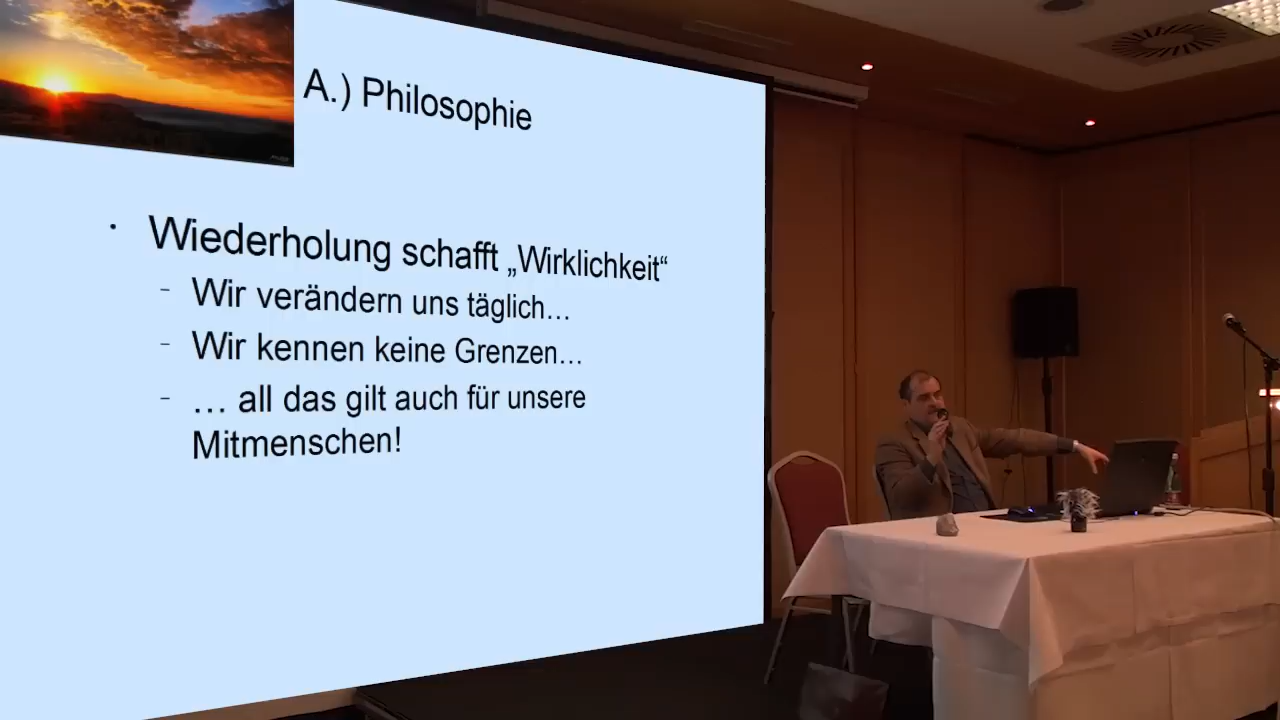 A.) Philosophie
· Wiederholung schafft „Wirklichkeit“
- Wir verändern uns täglich…
- Wir kennen keine Grenzen…
- … all das gilt auch für unsere
Mitmenschen!